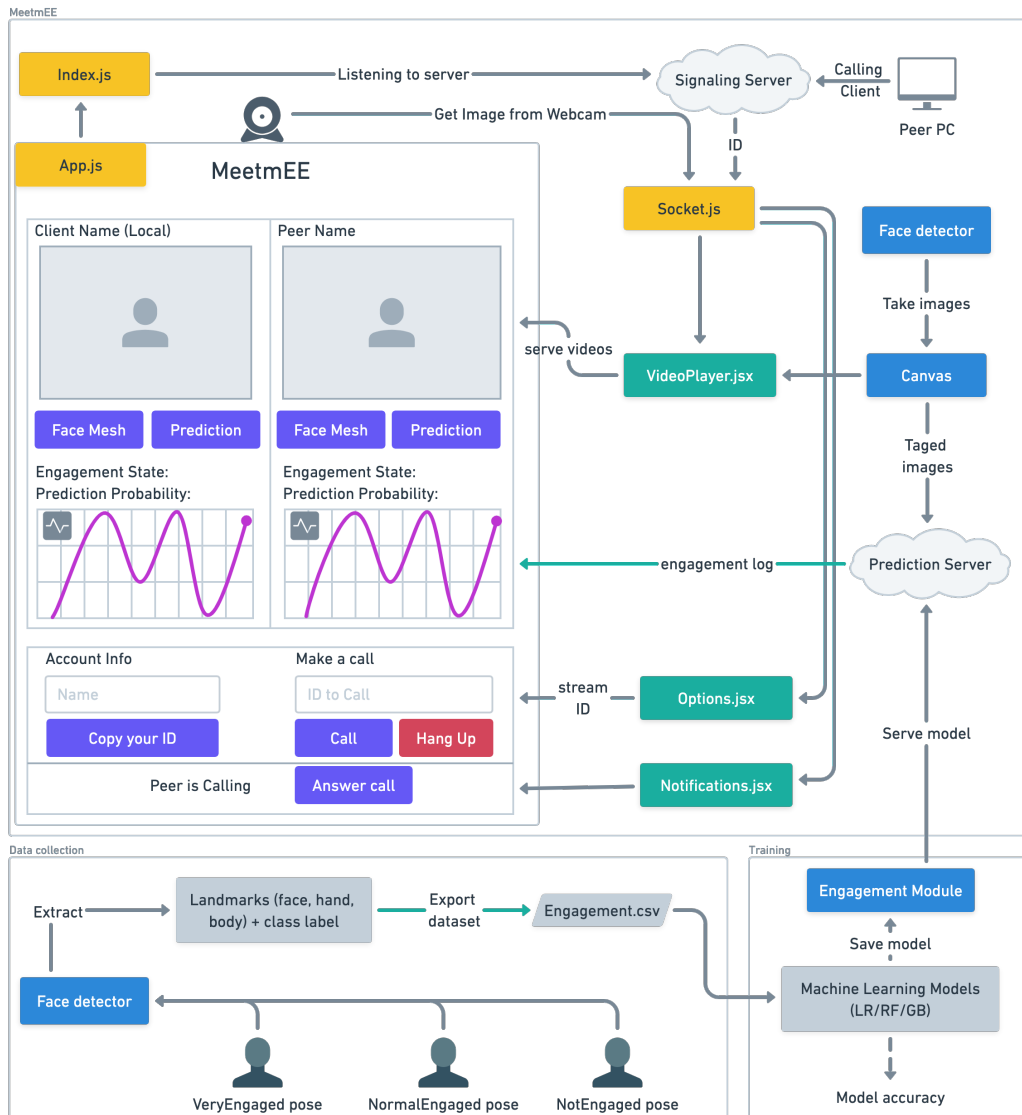 MeetmEE
Index.js
Listening to server
Signaling Server
Calling
Client
Peer PC
Get Image from Webcam
ID
App.js
MeetmEE
Socket.js
Face detector
Client Name (Local)
Peer Name
Take images
serve videos
VideoPlayer.jsx
Canvas
Face Mesh
Prediction
Face Mesh
Prediction
Taged
images
Engagement State:
Prediction Probability:
Engagement State:
Prediction Probability:
engagement log
Prediction Server
Account Info
Make a call
Name
ID to Call
stream
ID
Options.jsx
Copy your ID
Call
Hang Up
Serve model
Peer is Calling
Answer call
Notifications.jsx
Data collection
Training
Extract
Landmarks (face, hand,
body) + class label
Export
dataset
Engagement.csv
Engagement Module
Save model
Face detector
Machine Learning Models
(LR/RF/GB)
VeryEngaged pose
NormalEngaged pose
NotEngaged pose
Model accuracy